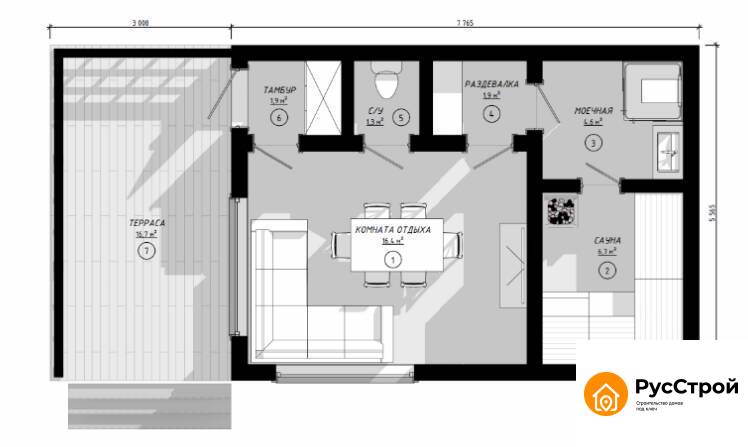 3 000
7 765
ТАМБУР
1,9 м²
6
С/У
1,3 м²
5
РАЗДЕВАЛКА
1,9 м²
4
МОЕЧНАЯ
4,6 м²
3
5 565
ТЕРРАСА
16,7 м²
7
КОМНАТА ОТДЫХА
16,4 м²
1
САУНА
6,3 м²
2
РусСтрой
Строительство домов
под ключ